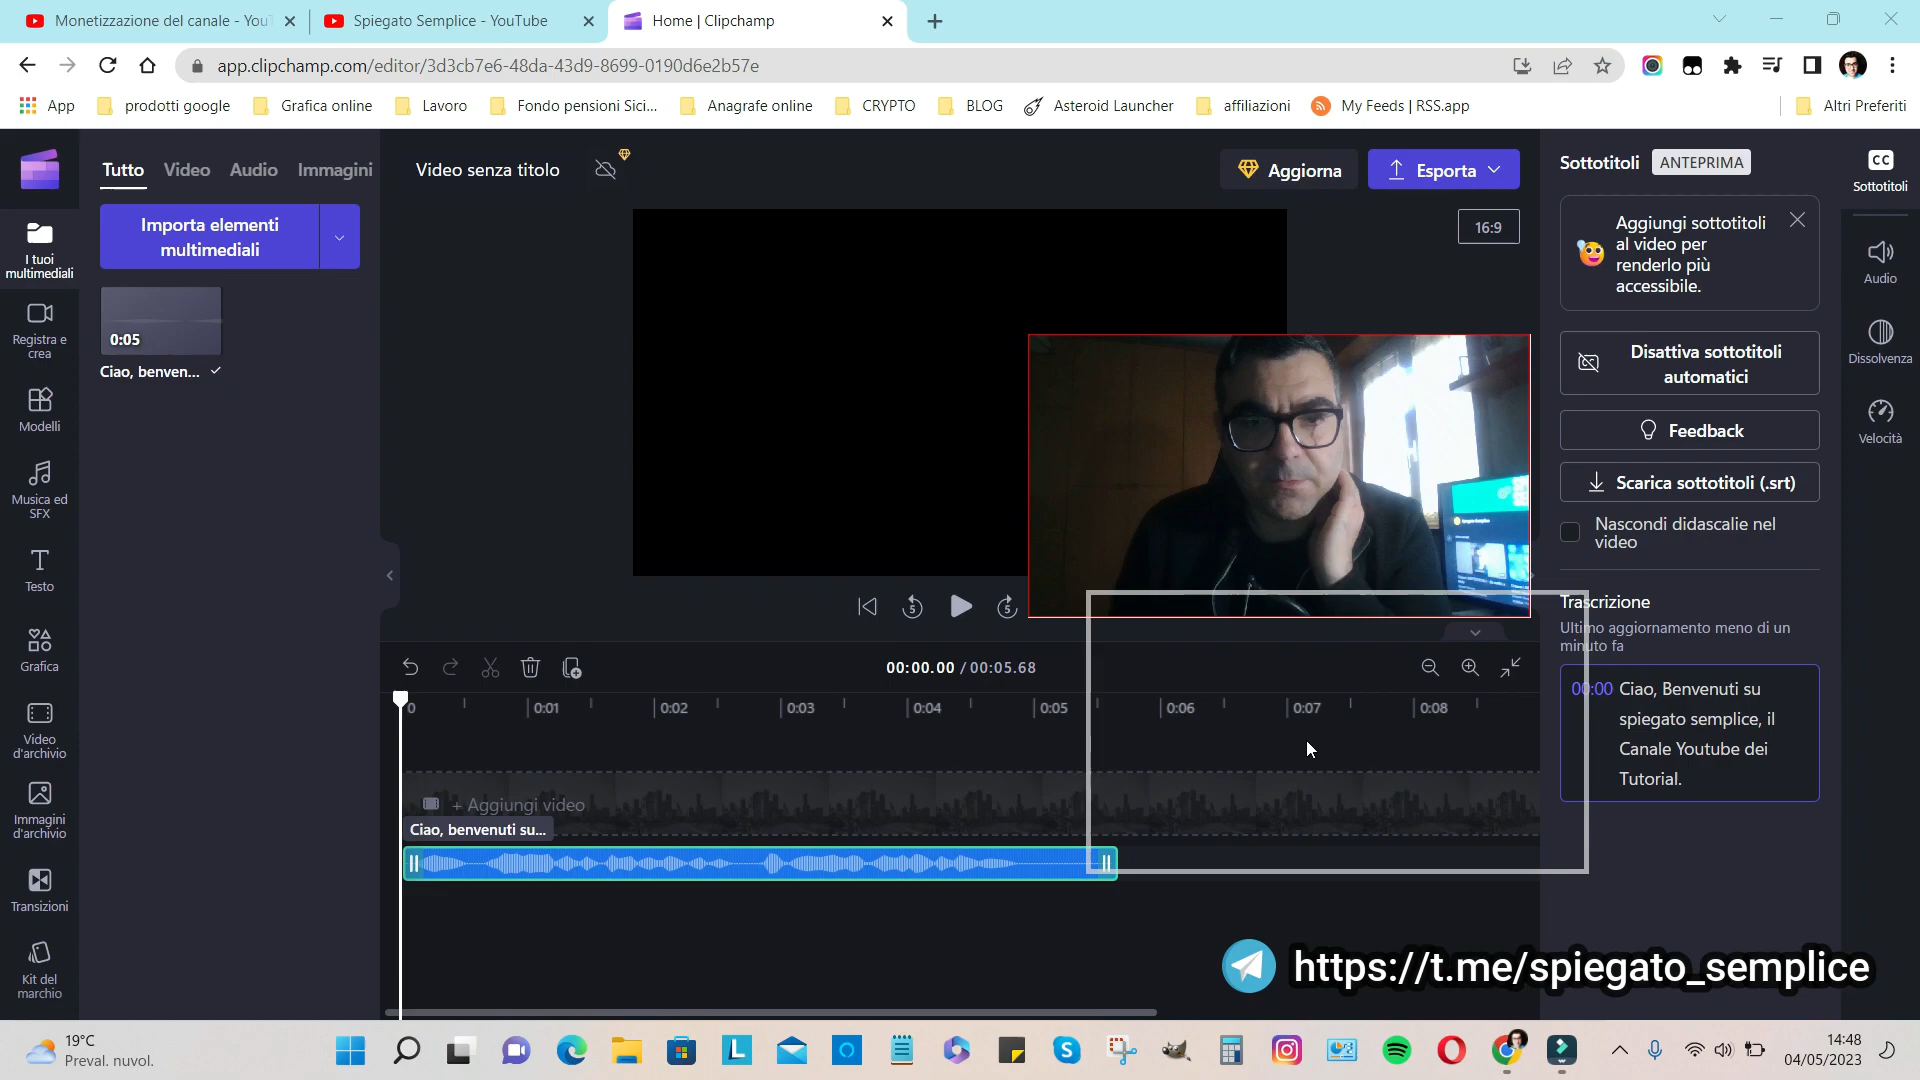 Monetizzazione del canale - You
Spiegato Semplice - YouTube
Home | Clipchamp
app.clipchamp.com/editor/3d3cb7e6-48da-43d9-8699-0190d6e2b57e
App
prodotti google
Grafica online
Lavoro
Fondo pensioni Sici...
Anagrafe online
CRYPTO
BLOG
Asteroid Launcher
affiliazioni
My Feeds | RSS.app
Altri Preferiti
Tutto
Video
Audio
Immagini
Video senza titolo
Aggiorna
Esporta
Sottotitoli
ANTEPRIMA
CC
Sottotitoli
Importa elementi
multimediali
16:9
Aggiungi sottotitoli
al video per
renderlo più
accessibile.
I tuoi
multimediali
Audio
0:05
Ciao, benven...
Registra e
crea
Disattiva sottotitoli
automatici
Dissolvenza
Modelli
Feedback
Velocità
Musica ed
SFX
Scarica sottotitoli (.srt)
Nascondi didascalie nel
video
Testo
5
5
Trascrizione
Ultimo aggiornamento meno di un
minuto fa
Grafica
00:00.00 / 00:05.68
00:00 Ciao, Benvenuti su
spiegato semplice, il
Canale Youtube dei
Tutorial.
0
0:01
0:02
0:03
0:04
0:05
0:06
0:07
0:08
Video
d'archivio
+ Aggiungi video
Ciao, benvenuti su...
Immagini
d'archivio
Transizioni
Kit del
marchio
https://t.me/spiegato_semplice
19°C
Preval. nuvol.
14:48
04/05/2023